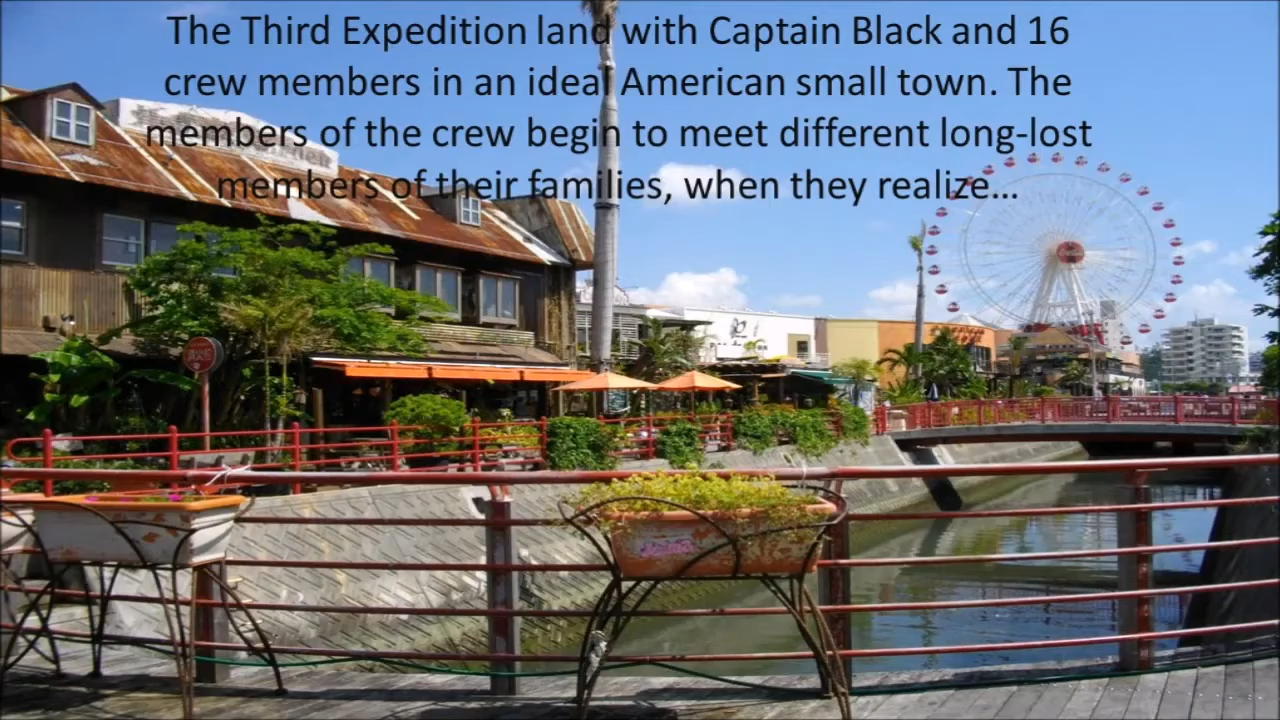 The Third Expedition land with Captain Black and 16
crew members in an ideal American small town. The
members of the crew begin to meet different long-lost
members of their families, when they realize...